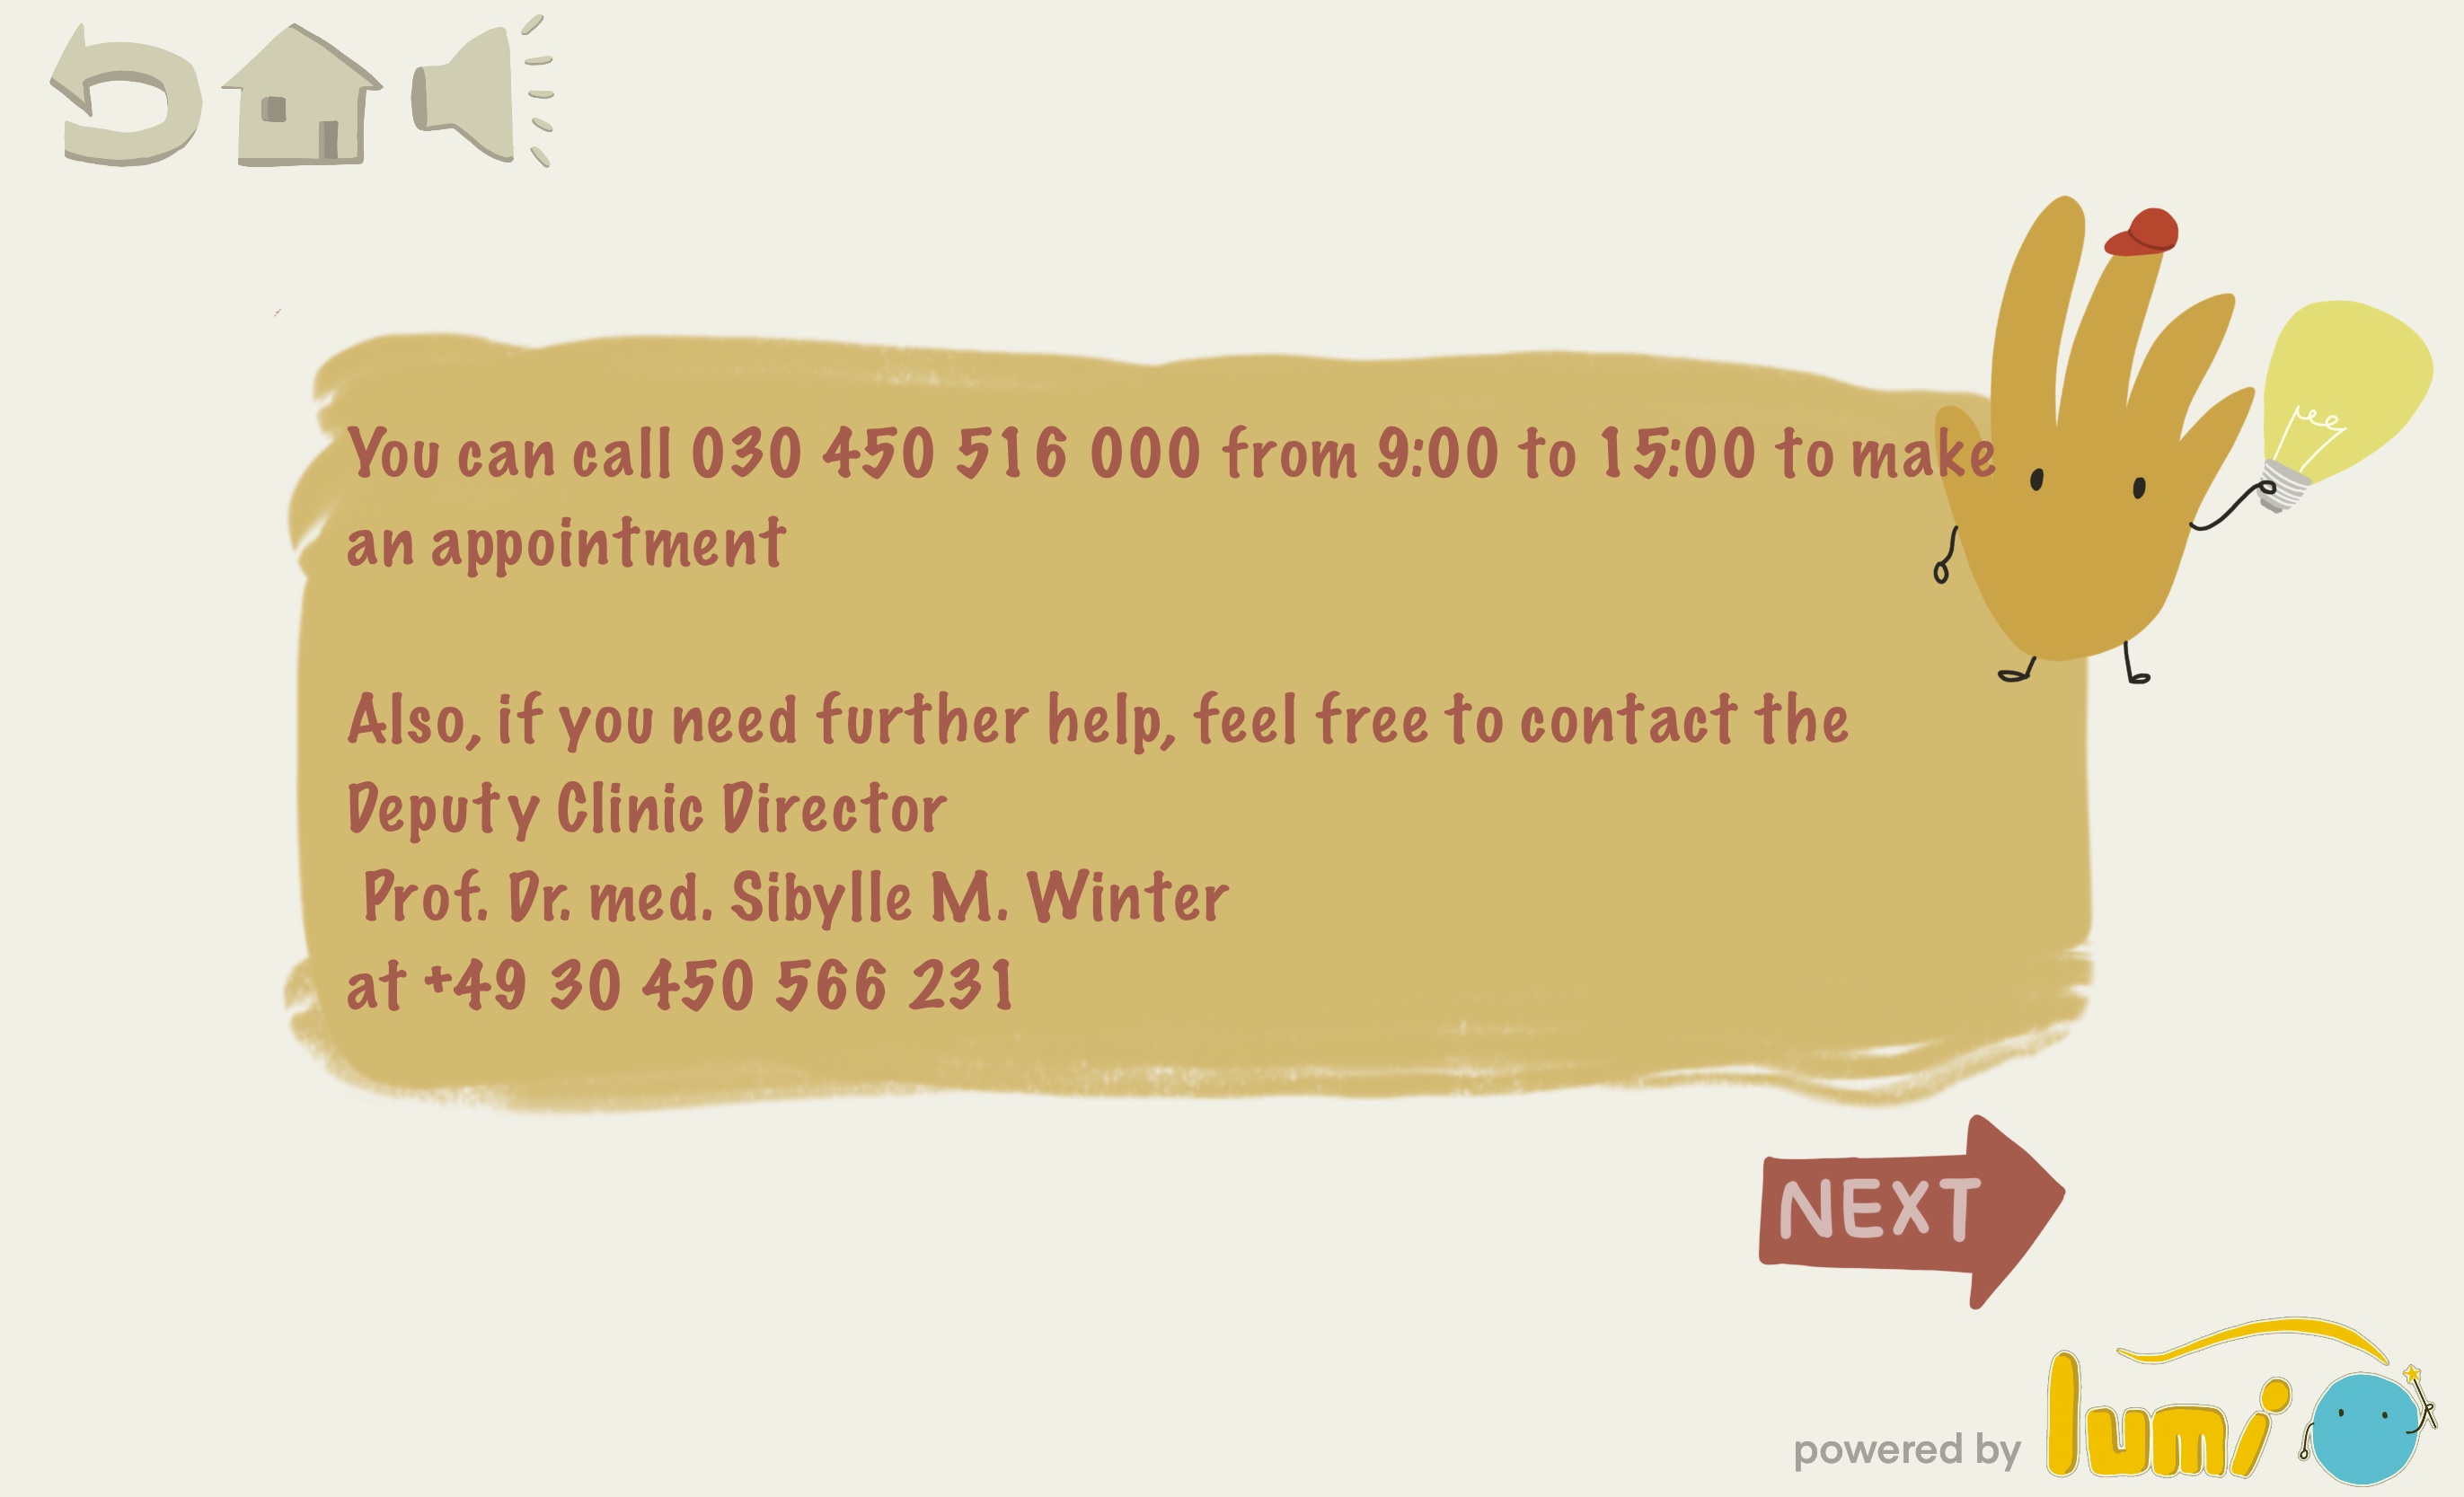 You can call 030 450 516 000 from 9:00 to 15:00 to make
an appointment
Also, if you need further help, feel free to contact the
Deputy Clinic Director
Prof. Dr. med. Sibylle M. Winter
at +49 30 450 566 231
NEXT
powered by lumi